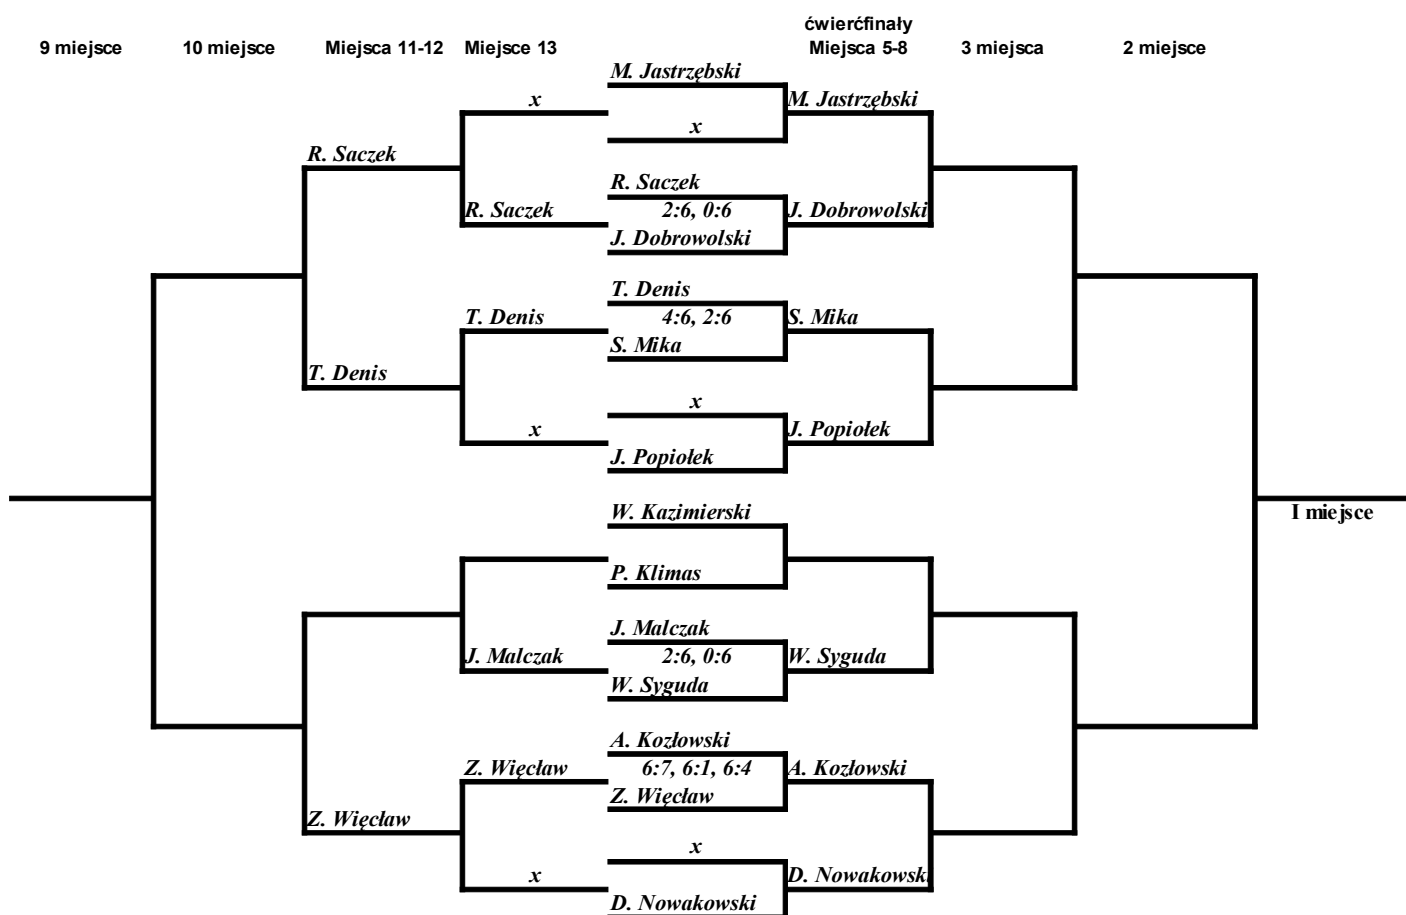 ćwierćfinały
9 miejsce 10 miejsce Miejsca 11-12 Miejsce 13 Miejsca 5-8 3 miejsca 2 miejsce
M. Jastrzębski
x M. Jastrzębski
x
R. Saczek
R. Saczek
R. Saczek 2:6, 0:6 J. Dobrowolski
J. Dobrowolski
T. Denis
T. Denis 4:6, 2:6 S. Mika
S. Mika
T. Denis
x
x J. Popiołek
J. Popiołek
W. Kazimierski
I miejsce
P. Klimas
J. Malczak
J. Malczak 2:6, 0:6 W. Syguda
W. Syguda
A. Kozłowski
Z. Więcław 6:7, 6:1, 6:4 A. Kozłowski
Z. Więcław
Z. Więcław
x
x D. Nowakowski
D. Nowakowski